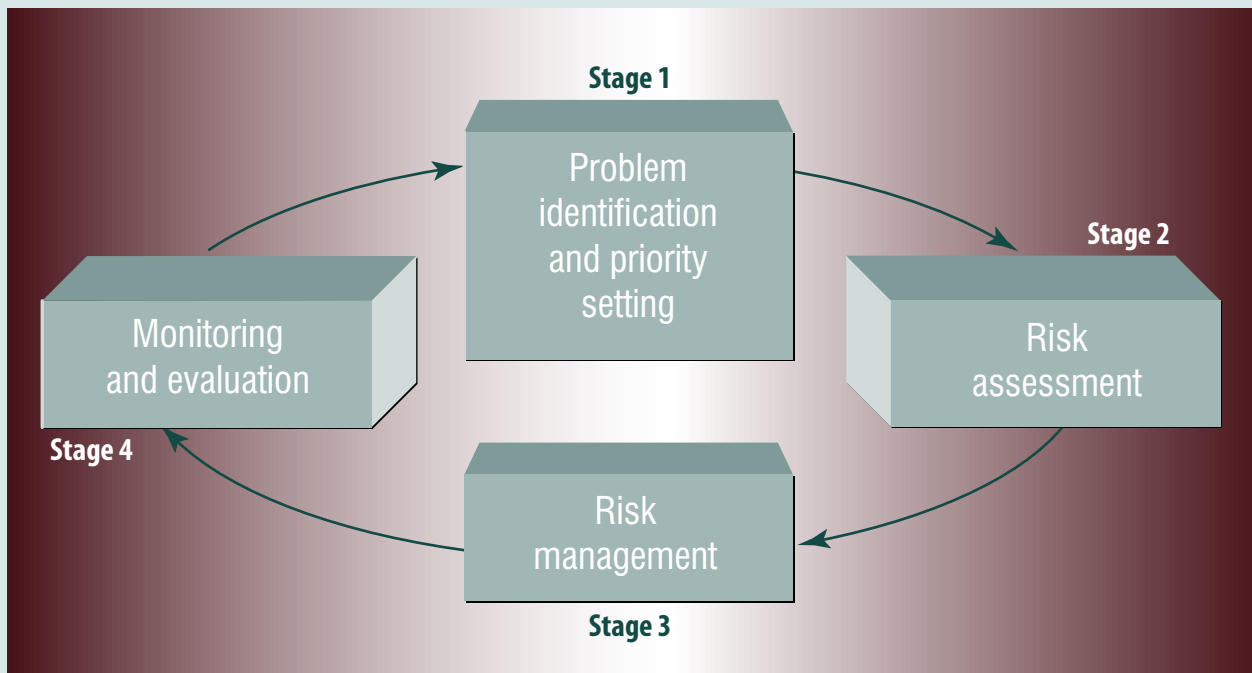 Stage 1
Problem
identification
and priority
setting
Stage 2
Risk
assessment
Risk
management
Stage 3
Monitoring
and evaluation
Stage 4